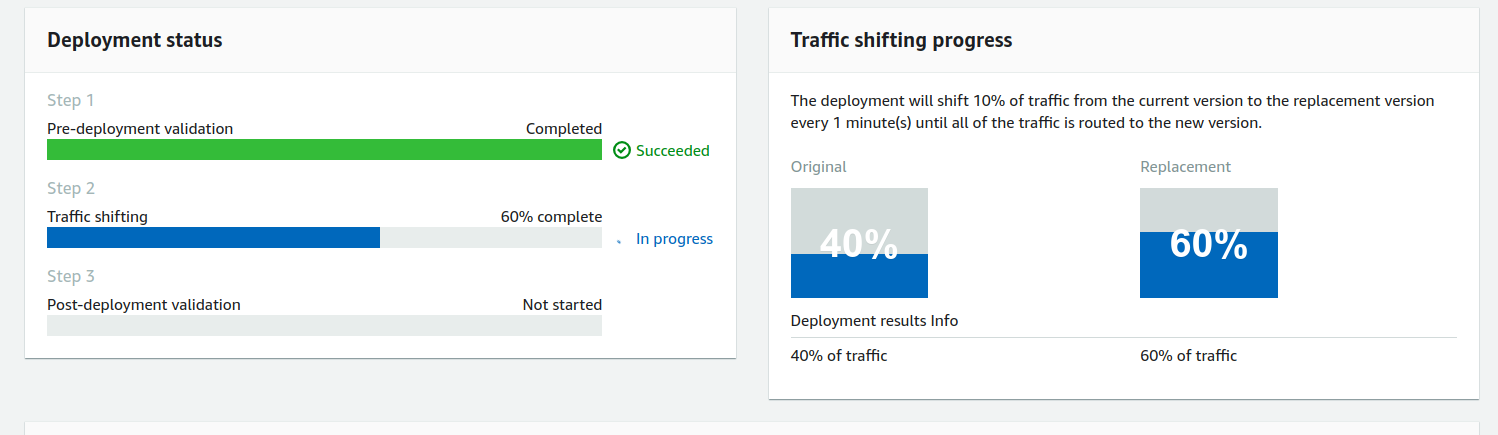 Deployment status
Step 1
Pre-deployment validation Completed
Succeeded
Step 2
Traffic shifting 60% complete
In progress
Step 3
Post-deployment validation Not started
Traffic shifting progress
The deployment will shift 10% of traffic from the current version to the replacement version
every 1 minute(s) until all of the traffic is routed to the new version.
Original Replacement
40% 60%
Deployment results Info
40% of traffic 60% of traffic